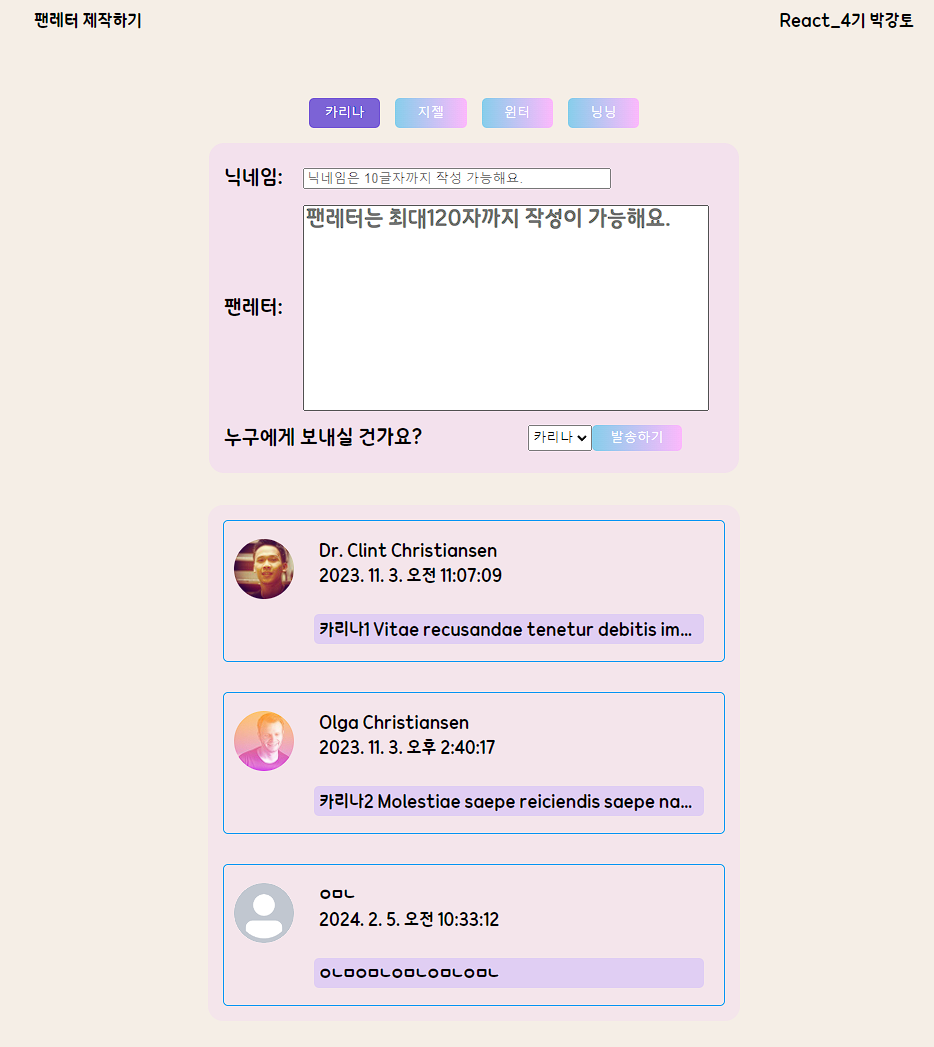 팬레터 제작하기
React_4기 박강토
카리나
지젤
윈터
닝닝
닉네임:
닉네임은 10글자까지 작성 가능해요.
팬레터는 최대120자까지 작성이 가능해요.
팬레터:
누구에게 보내실 건가요?
카리나
발송하기
Dr. Clint Christiansen
2023. 11. 3. 오전 11:07:09
카리나1 Vitae recusandae tenetur debitis im...
Olga Christiansen
2023. 11. 3. 오후 2:40:17
카리나2 Molestiae saepe reiciendis saepe na...
ㅇㅁㄴ
2024. 2. 5. 오전 10:33:12
ㅇㄴㅁㅇㅁㄴㅇㅁㄴㅇㅁㄴㅇㅁㄴ